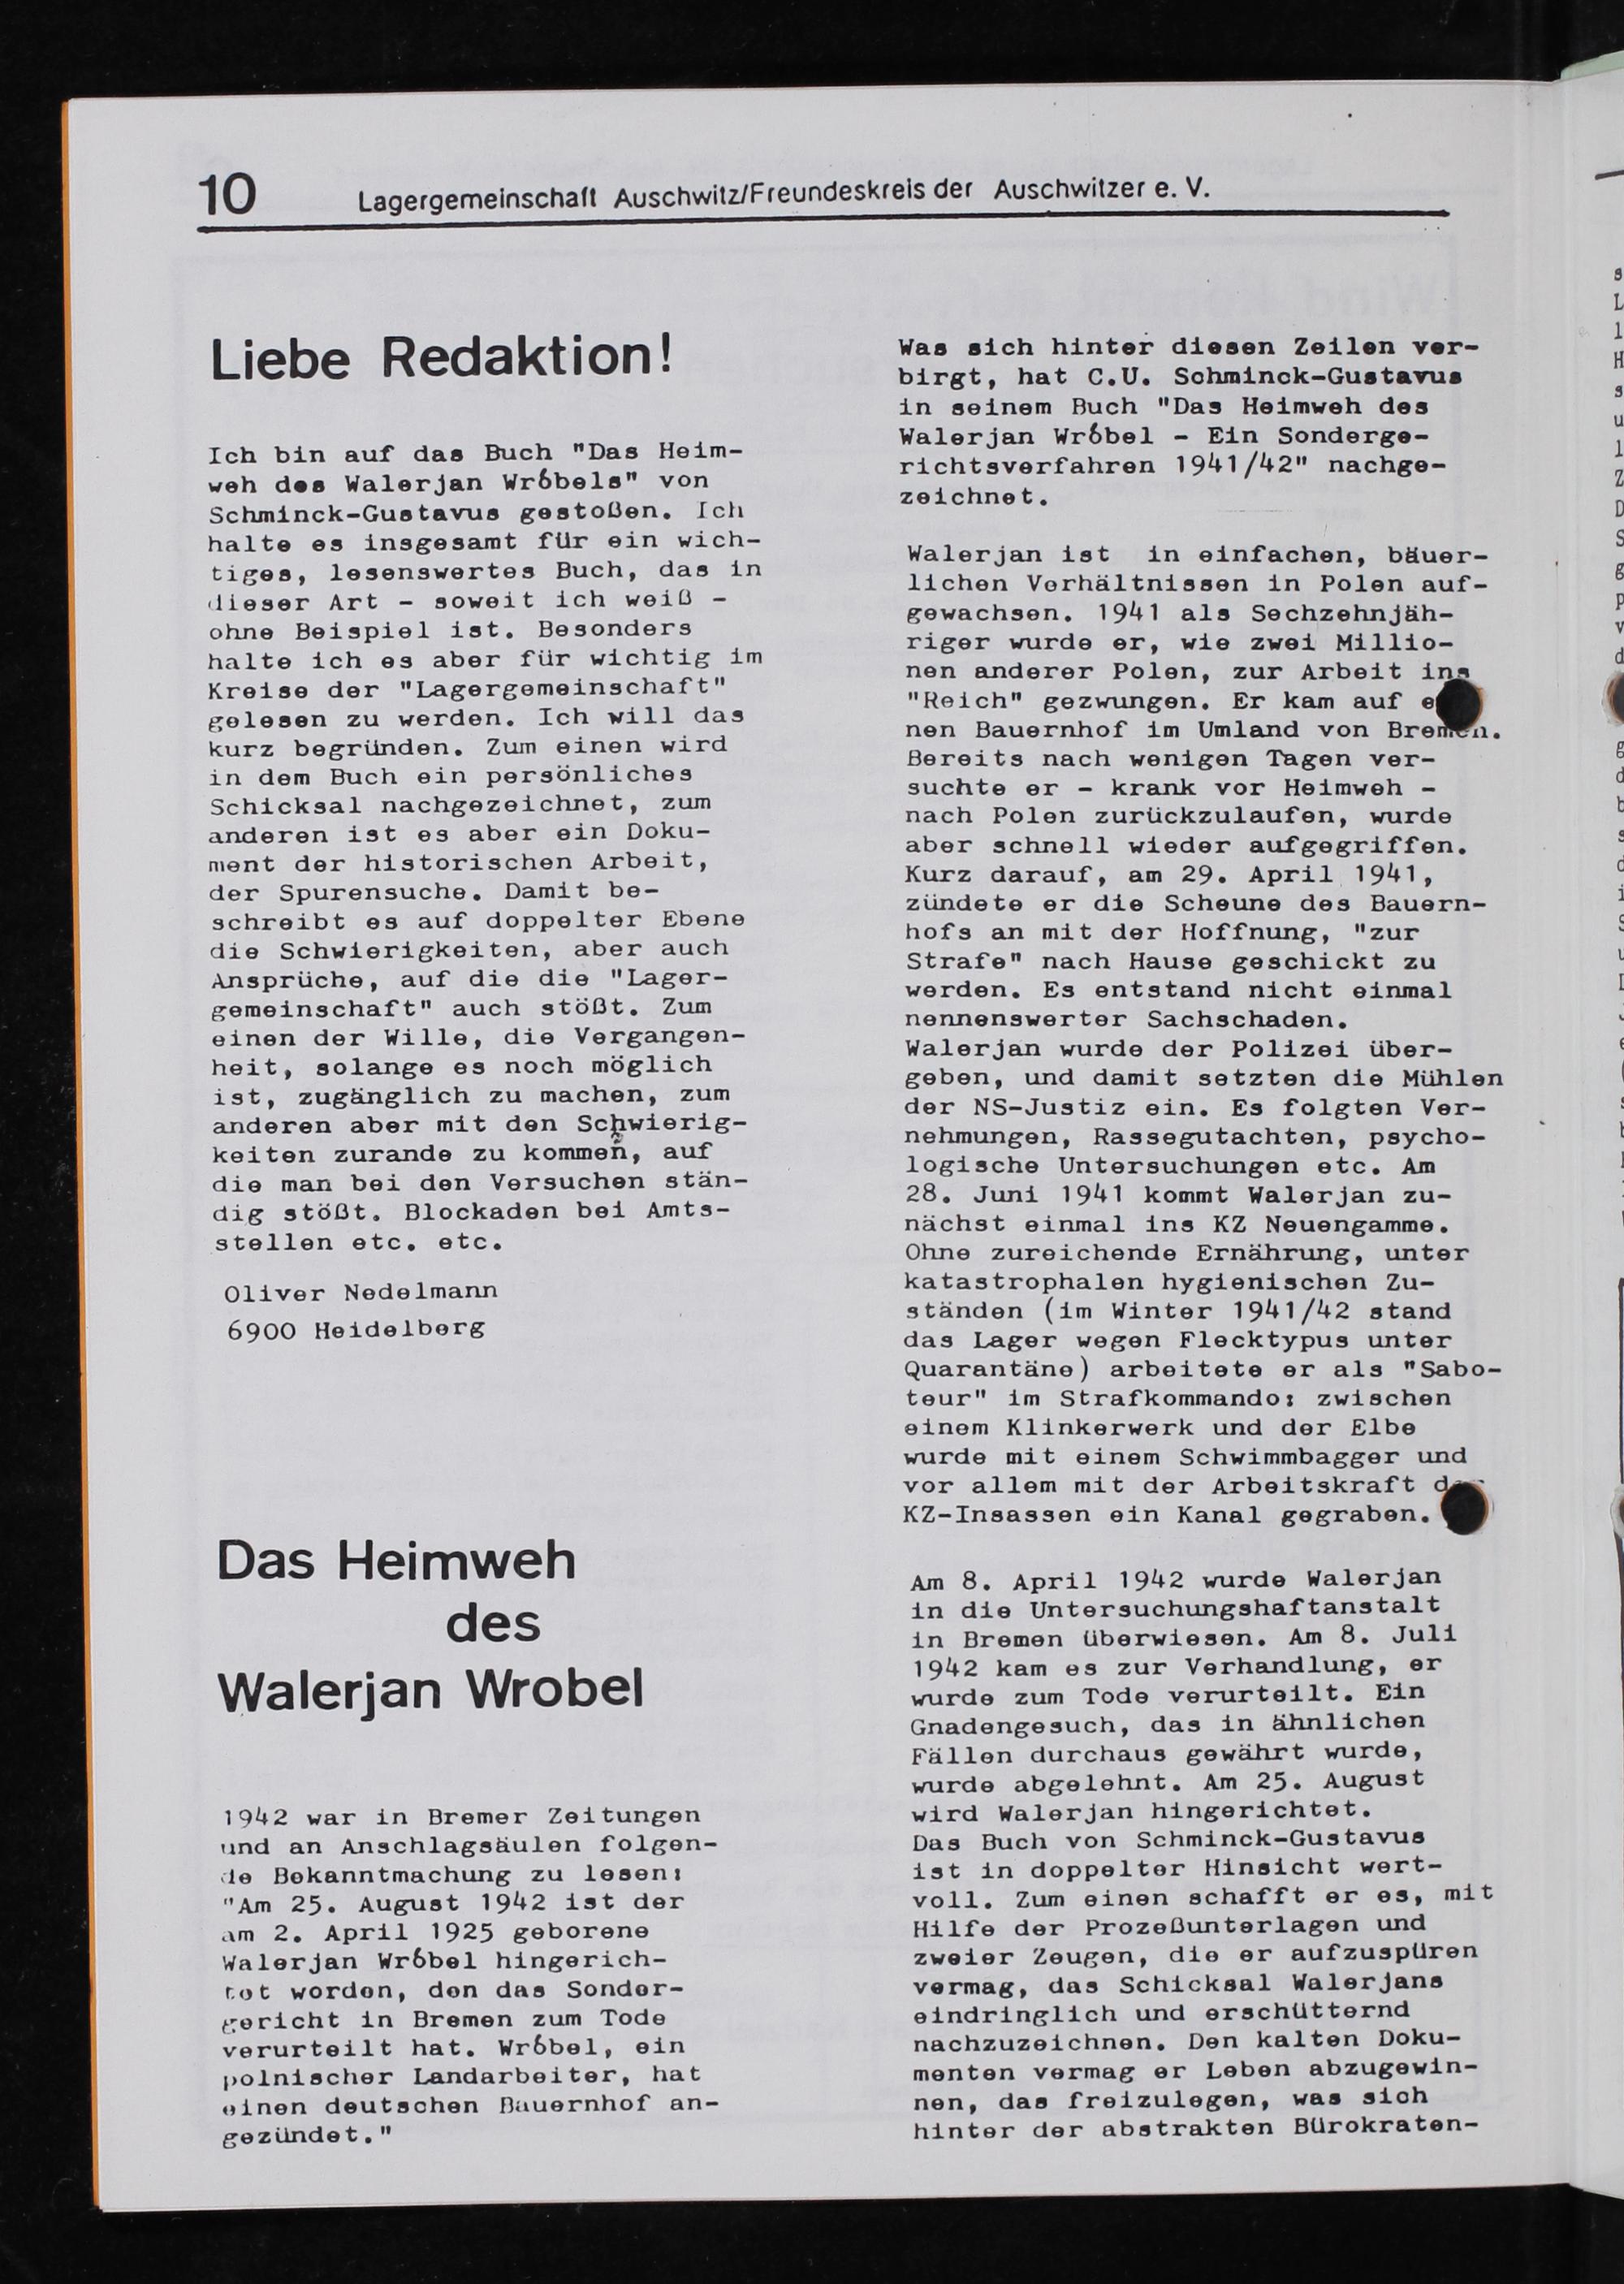 10
Lagergemeinschaft Auschwitz/Freundeskreis der Auschwitzer e. V.
Liebe Redaktion!
Ich bin auf das Buch "Das Heim-
weh des Walerjan Wróbels" von
Schminck-Gustavus gestoßen. Ich
halte es insgesamt für ein wich-
tiges, lesenswertes Buch, das in
dieser Art - soweit ich weiß -
ohne Beispiel ist. Besonders
halte ich es aber für wichtig im
Kreise der "Lagergemeinschaft"
gelesen zu werden. Ich will das
kurz begründen. Zum einen wird
in dem Buch ein persönliches
Schicksal nachgezeichnet, zum
anderen ist es aber ein Doku-
ment der historischen Arbeit,
der Spurensuche. Damit be-
schreibt es auf doppelter Ebene
die Schwierigkeiten, aber auch
Ansprüche, auf die die "Lager-
gemeinschaft" auch stößt. Zum
einen der Wille, die Vergangen-
heit, solange es noch möglich
ist, zugänglich zu machen, zum
anderen aber mit den Schwierig-
keiten zurande zu kommen, auf
die man bei den Versuchen stän-
dig stößt. Blockaden bei Amts-
stellen etc. etc.
Oliver Nedelmann
6900 Heidelberg
Das Heimweh
des
Walerjan Wrobel
1942 war in Bremer Zeitungen
und an Anschlagsäulen folgen-
de Bekanntmachung zu lesen:
"Am 25. August 1942 ist der
am 2. April 1925 geborene
Walerjan Wróbel hingerich-
tet worden, den das Sonder-
gericht in Bremen zum Tode
verurteilt hat. Wróbel, ein
polnischer Landarbeiter, hat
einen deutschen Bauernhof an-
gezündet."
Was sich hinter diesen Zeilen ver-
birgt, hat C.U. Schminck-Gustavus
in seinem Buch "Das Heimweh des
Walerjan Wróbel - Ein Sonderge-
richtsverfahren 1941/42" nachge-
zeichnet.
Walerjan ist in einfachen, bäuer-
lichen Verhältnissen in Polen auf-
gewachsen. 1941 als Sechzehnjäh-
riger wurde er, wie zwei Millio-
nen anderer Polen, zur Arbeit ins
"Reich" gezwungen. Er kam auf
nen Bauernhof im Umland von Bremen.
Bereits nach wenigen Tagen ver-
suchte er - krank vor Heimweh -
nach Polen zurückzulaufen, wurde
aber schnell wieder aufgegriffen.
Kurz darauf, am 29. April 1941,
zündete er die Scheune des Bauern-
hofs an mit der Hoffnung, "zur
Strafe" nach Hause geschickt zu
werden. Es entstand nicht einmal
nennenswerter Sachschaden.
Walerjan wurde der Polizei über-
geben, und damit setzten die Mühlen
der NS-Justiz ein. Es folgten Ver-
nehmungen, Rassegutachten, psycho-
logische Untersuchungen etc. Am
28. Juni 1941 kommt Walerjan zu-
nächst einmal ins KZ Neuengamme.
Ohne zureichende Ernährung, unter
katastrophalen hygienischen Zu-
ständen (im Winter 1941/42 stand
das Lager wegen Flecktypus unter
Quarantäne) arbeitete er als "Sabo-
teur" im Strafkommando: zwischen
einem Klinkerwerk und der Elbe
wurde mit einem Schwimmbagger und
vor allem mit der Arbeitskraft
KZ-Insassen ein Kanal gegraben.
Am 8. April 1942 wurde Walerjan
in die Untersuchungshaftanstalt
in Bremen überwiesen. Am 8. Juli
1942 kam es zur Verhandlung, er
wurde zum Tode verurteilt. Ein
Gnadengesuch, das in ähnlichen
Fällen durchaus gewährt wurde,
wurde abgelehnt. Am 25. August
wird Walerjan hingerichtet.
Das Buch von Schminck-Gustavus
ist in doppelter Hinsicht wert-
voll. Zum einen schafft er es, mit
Hilfe der Prozeßunterlagen und
zweier Zeugen, die er aufzuspüren
vermag, das Schicksal Walerjans
eindringlich und erschütternd
nachzuzeichnen. Den kalten Doku-
menten vermag er Leben abzugewin-
nen, das freizulegen, was sich
hinter der abstrakten Bürokraten-